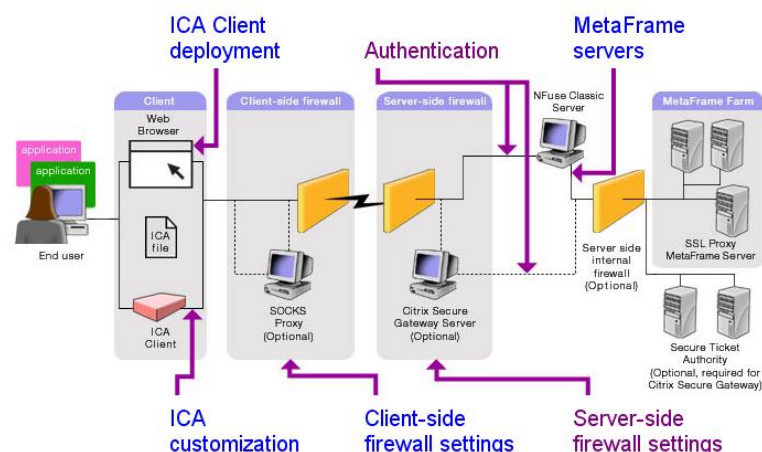 ICA Client
deployment
Authentication
MetaFrame
servers
Client
Client-side firewall
Server-side firewall
NFuse Classic
Server
MetaFrame Farm
Web
Browser
application
application
End user
ICA
file
ICA
Client
SOCKS
Proxy
(Optional)
Citrix Secure
Gateway Server
(Optional)
Server side
internal
firewall
(Optional)
SSL Proxy
MetaFrame Server
Secure Ticket
Authority
(Optional, required for
Citrix Secure Gateway)
ICA
customization
Client-side
firewall settings
Server-side
firewall settings